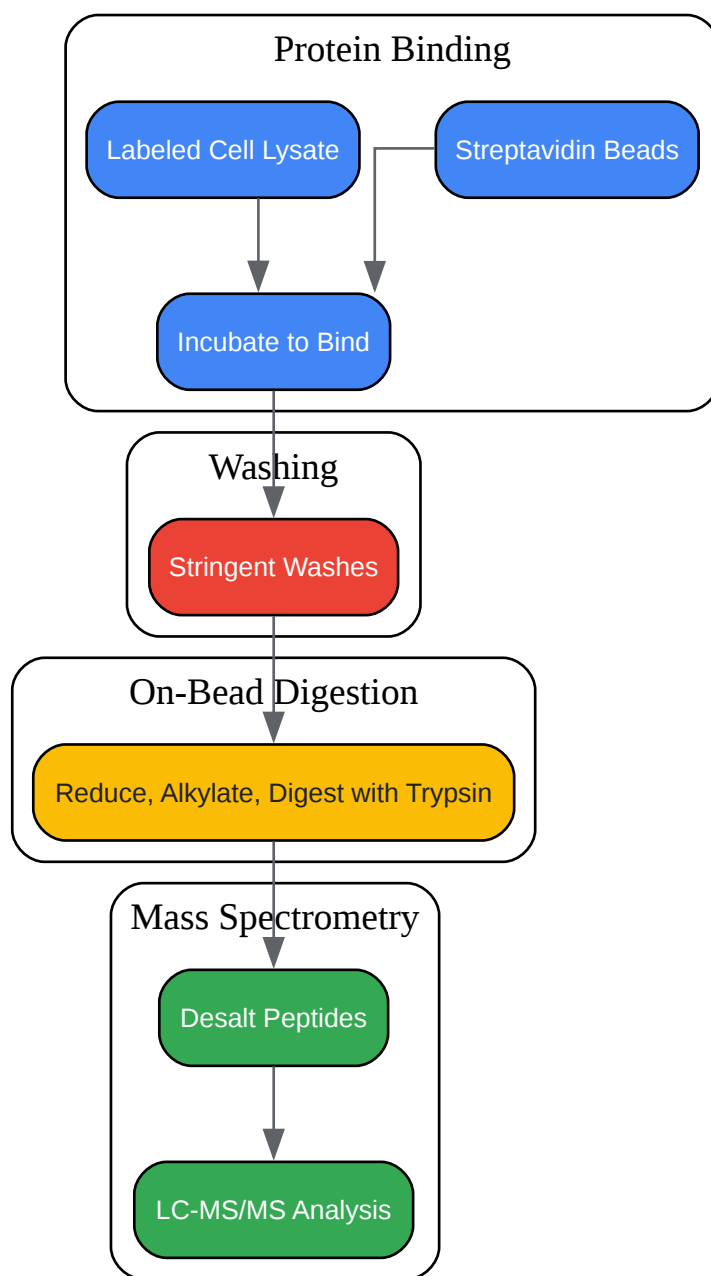 Protein Binding
Labeled Cell Lysate
Streptavidin Beads
Incubate to Bind
Washing
Stringent Washes
On-Bead Digestion
Reduce, Alkylate, Digest with Trypsin
Mass Spectrometry
Desalt Peptides
LC-MS/MS Analysis